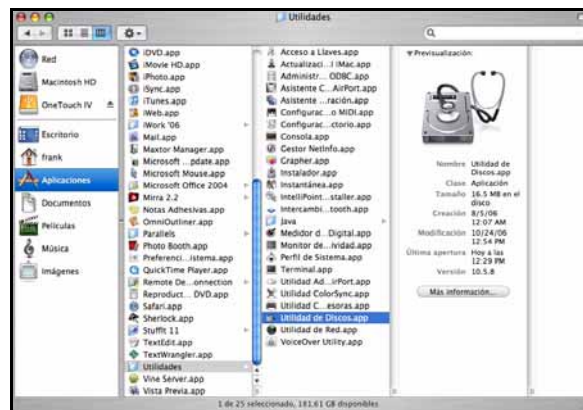 Utilidades
Red
Macintosh HD
OneTouch IV
Escritorio
frank
Aplicaciones
Documentos
Películas
Música
Imágenes
iDVD.app
iMovie HD.app
iPhoto.app
iSync.app
iTunes.app
iWeb.app
iWork '06
Mail.app
Maxtor Manager.app
Microsoft ...pdate.app
Microsoft Mouse.app
Microsoft Office 2004
Mirra 2.2
Notas Adhesivas.app
OmniOutliner.app
Parallels
Photo Booth.app
Preferenci...istema.app
QuickTime Player.app
Remote De...onnection
Reproduct... DVD.app
Safari.app
Sherlock.app
StuffIt 11
TextEdit.app
TextWrangler.app
Utilidades
Vine Server.app
Vista Previa.app
Acceso a Llaves.app
Actualizaci...l iMac.app
Administr... ODBC.app
Asistente C...AirPort.app
Asistente ...ración.app
Configurac...o MIDI.app
Configurac...ctorio.app
Consola.app
Gestor NetInfo.app
Grapher.app
Instalador.app
Instantánea.app
IntelliPoint...staller.app
Intercambi...tooth.app
Java
Medidor d...Digital.app
Monitor de...ividad.app
Perfil de Sistema.app
Terminal.app
Utilidad Ad...irPort.app
Utilidad ColorSync.app
Utilidad C...esoras.app
Utilidad de Discos.app
Utilidad de Red.app
VoiceOver Utility.app
Previsualización:
Nombre Utilidad de
Discos.app
Clase Aplicación
Tamaño 16.5 MB en el
disco
Creación 8/5/06
12:07 AM
Modificación 10/24/06
12:54 PM
Última apertura Hoy a las
12:29 PM
Versión 10.5.8
Más información...
1 de 25 seleccionado, 181.61 GB disponibles